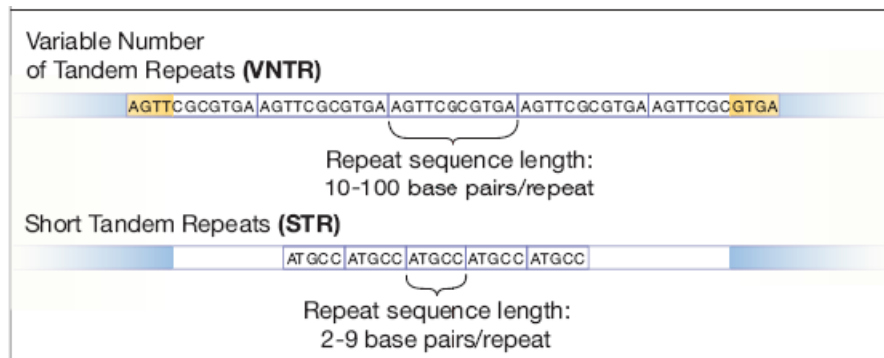 Variable Number
of Tandem Repeats (VNTR)
AGTTCGCGTGA AGTTCGCGTGA AGTTCGCGTGA AGTTCGCGTGA AGTTCGCGTGA
Repeat sequence length:
10-100 base pairs/repeat
Short Tandem Repeats (STR)
ATGCC ATGCC ATGCC ATGCC ATGCC
Repeat sequence length:
2-9 base pairs/repeat